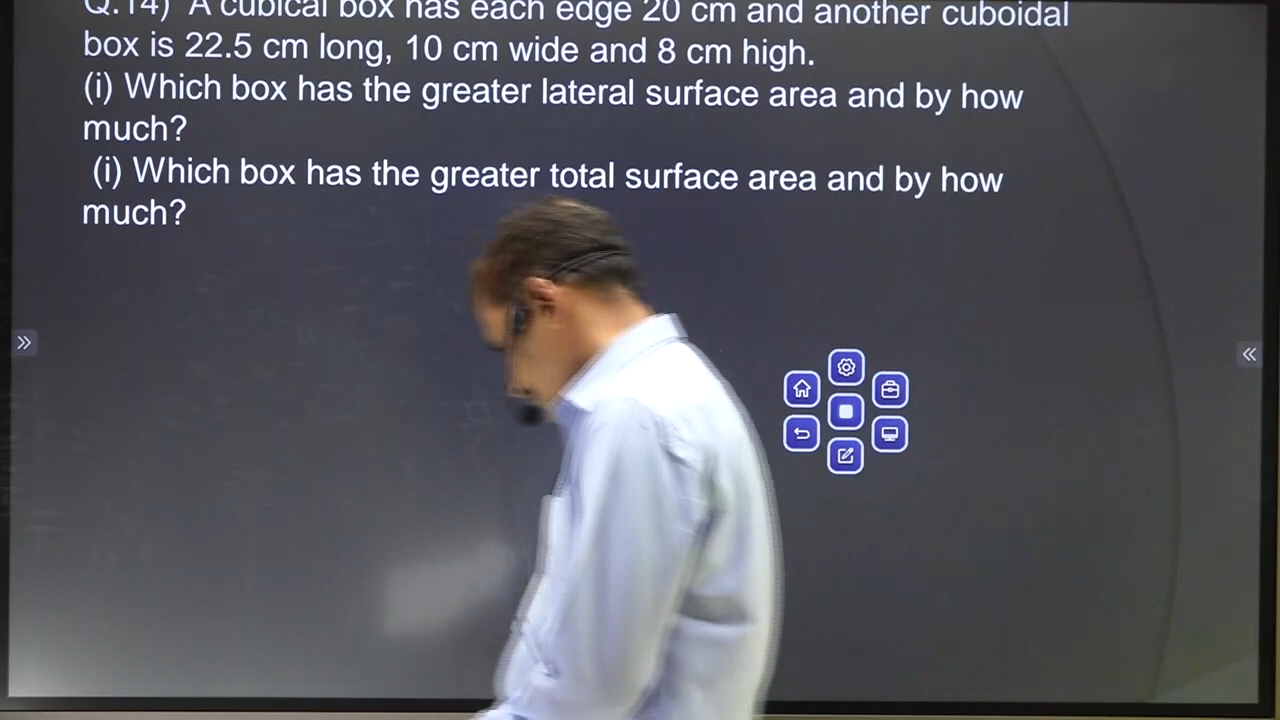 Q.14) A cubical box has each edge 20 cm and another cuboidal
box is 22.5 cm long, 10 cm wide and 8 cm high.
(i) Which box has the greater lateral surface area and by how
much?
(i) Which box has the greater total surface area and by how
much?